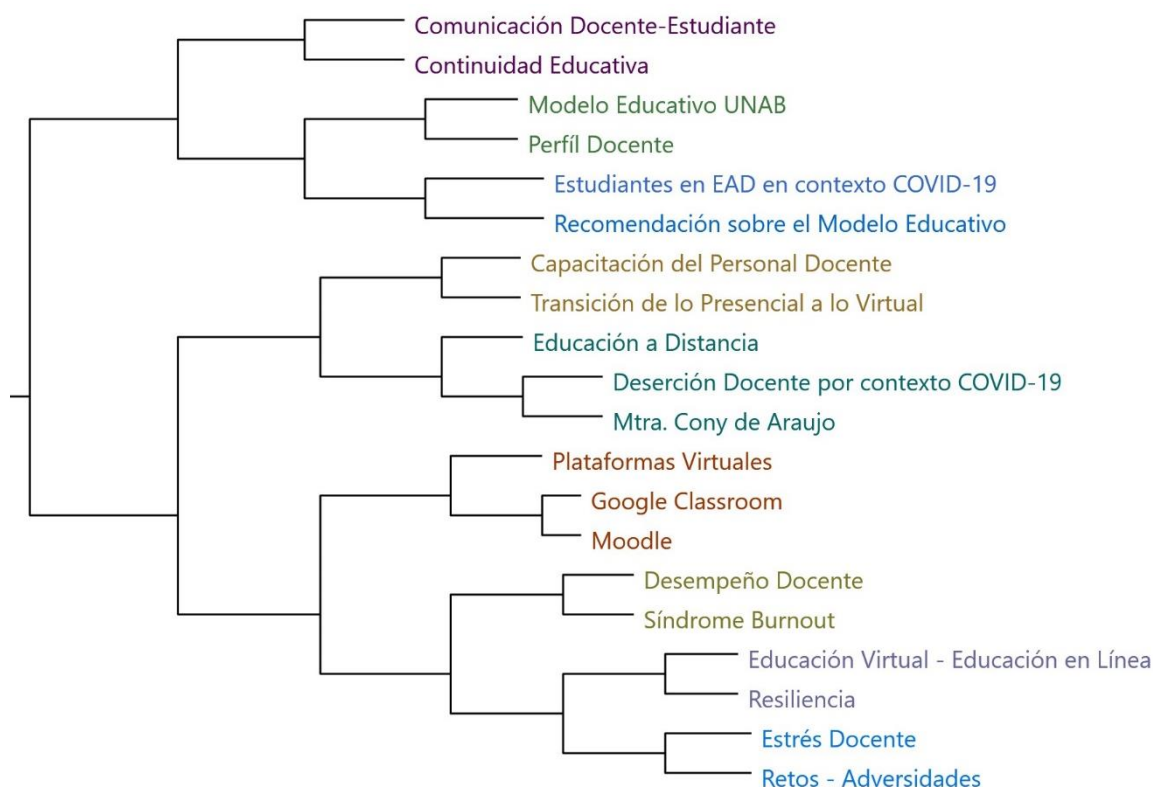 Comunicación Docente-Estudiante
Continuidad Educativa
Modelo Educativo UNAB
Perfíl Docente
Estudiantes en EAD en contexto COVID-19
Recomendación sobre el Modelo Educativo
Capacitación del Personal Docente
Transición de lo Presencial a lo Virtual
Educación a Distancia
Deserción Docente por contexto COVID-19
Mtra. Cony de Araujo
Plataformas Virtuales
Google Classroom
Moodle
Desempeño Docente
Síndrome Burnout
Educación Virtual - Educación en Línea
Resiliencia
Estrés Docente
Retos - Adversidades